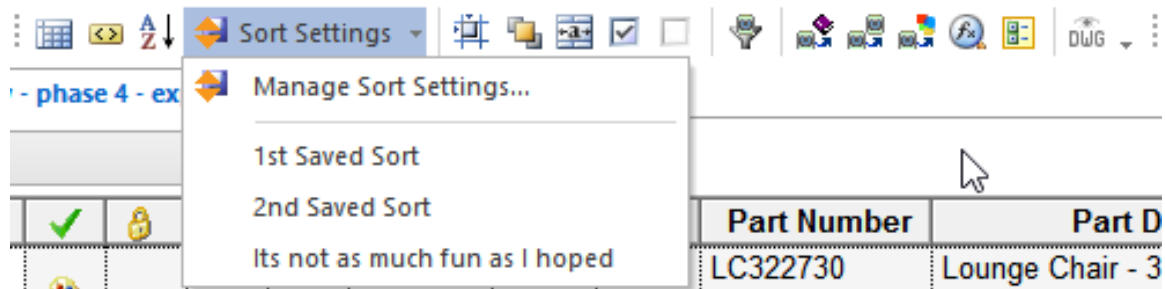 A Z Sort Settings a DWG
- phase 4 - ex
Manage Sort Settings...
1st Saved Sort
2nd Saved Sort
Its not as much fun as I hoped
Part Number Part D
LC322730 Lounge Chair - 3